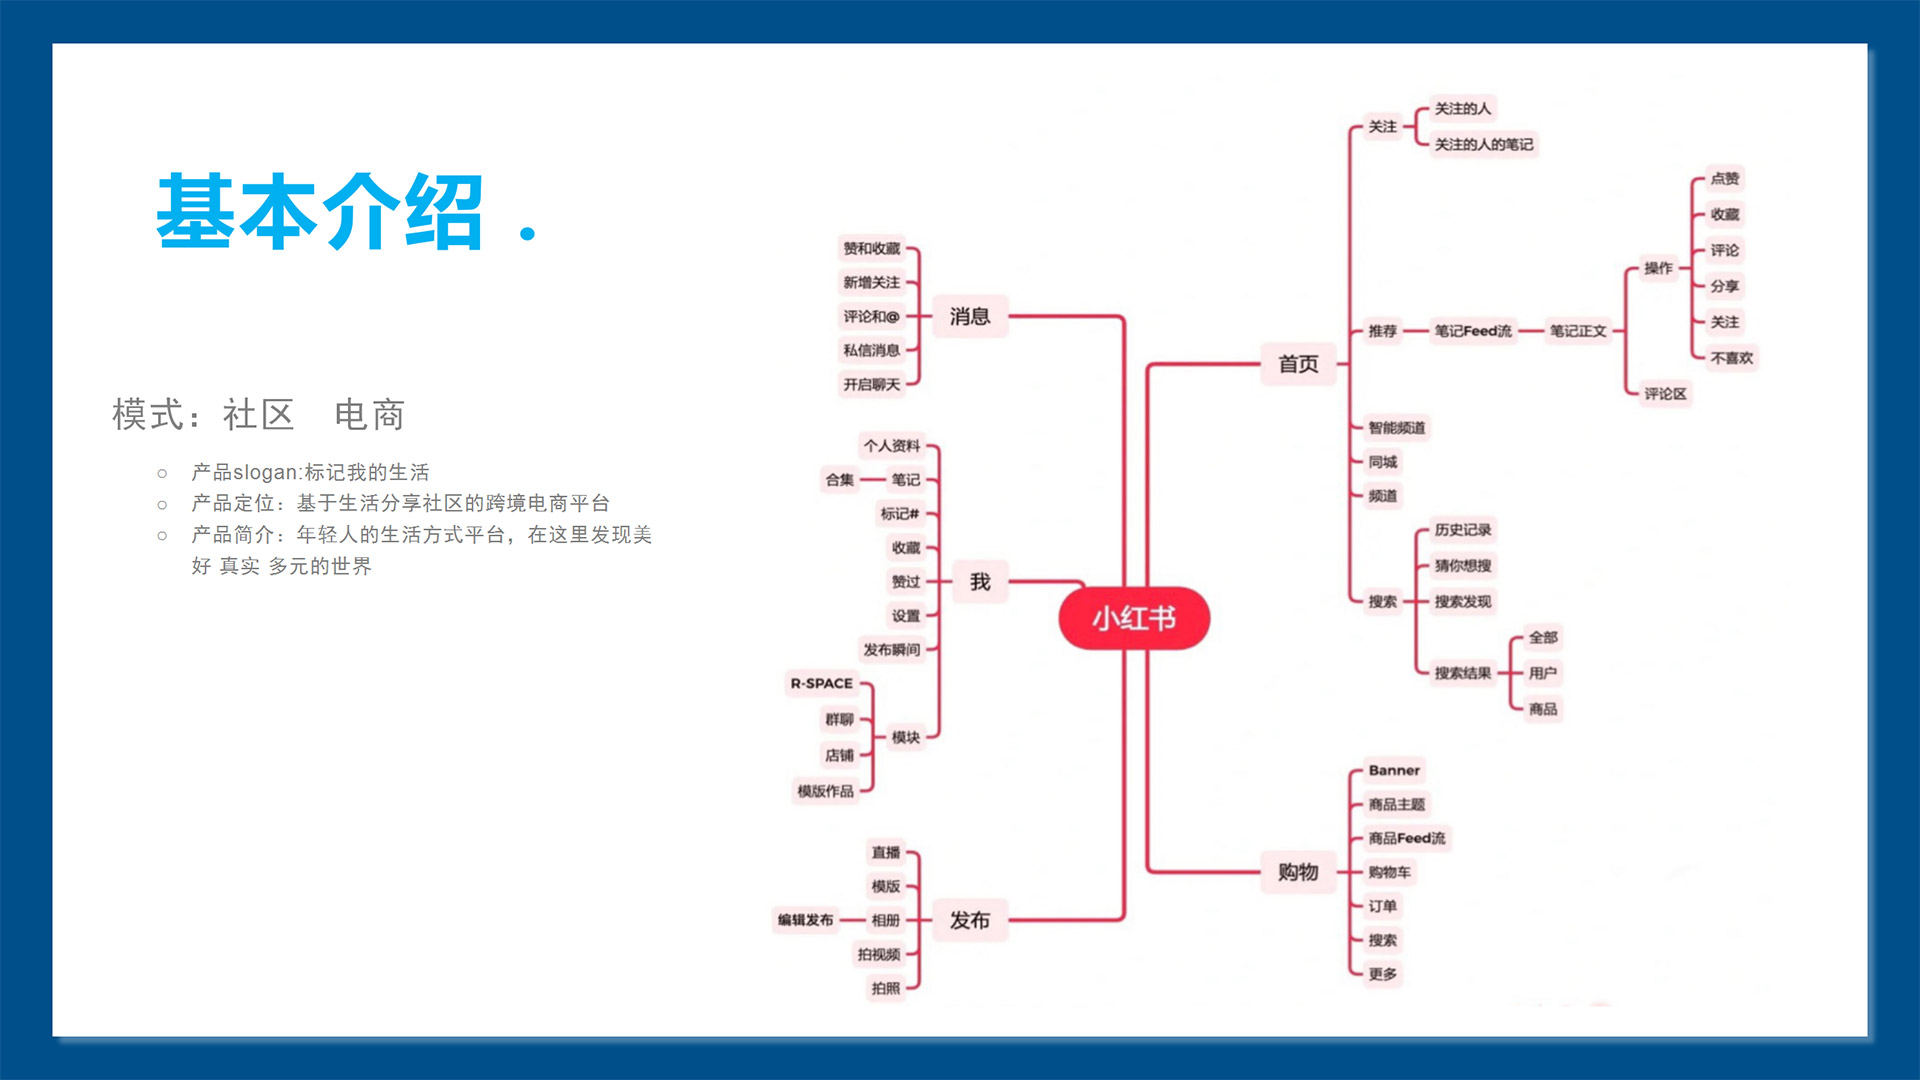 基本介绍 .
模式：社区　电商
产品slogan:标记我的生活
产品定位：基于生活分享社区的跨境电商平台
产品简介：年轻人的生活方式平台，在这里发现美
好 真实 多元的世界
小红书
消息
赞和收藏
新增关注
评论和@
私信消息
开启聊天
我
个人资料
笔记
合集
标记#
收藏
赞过
设置
发布瞬间
模块
R-SPACE
群聊
店铺
模版作品
发布
直播
模版
相册
编辑发布
拍视频
拍照
首页
关注
关注的人
关注的人的笔记
推荐
笔记Feed流
笔记正文
操作
点赞
收藏
评论
分享
关注
不喜欢
评论区
智能频道
同城
频道
搜索
历史记录
猜你想搜
搜索发现
搜索结果
全部
用户
商品
购物
Banner
商品主题
商品Feed流
购物车
订单
搜索
更多